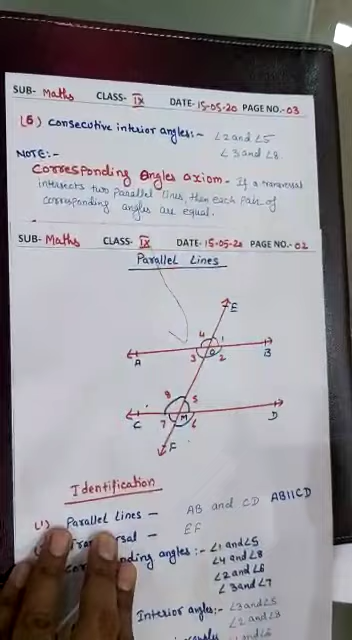 SUB- Maths CLASS- IX DATE- 15-05-20 PAGE NO.- 03
(5) Consecutive interior angles:- ∠2 and ∠5
∠3 and ∠8.
NOTE:-
Corresponding angles axiom - If a transversal
intersects two parallel lines, then each pair of
corresponding angles are equal.
SUB- Maths CLASS- IX DATE- 15-05-20 PAGE NO.- 02
Parallel Lines
E
4 1
A 3 2 B
8 5
C 7 M 6 D
F
Identification
(1) Parallel Lines - AB and CD AB||CD
- EF
angles:- ∠1 and ∠5
∠4 and ∠8
∠2 and ∠6
∠3 and ∠7
Interior angles:- ∠3 and ∠5
∠2 and